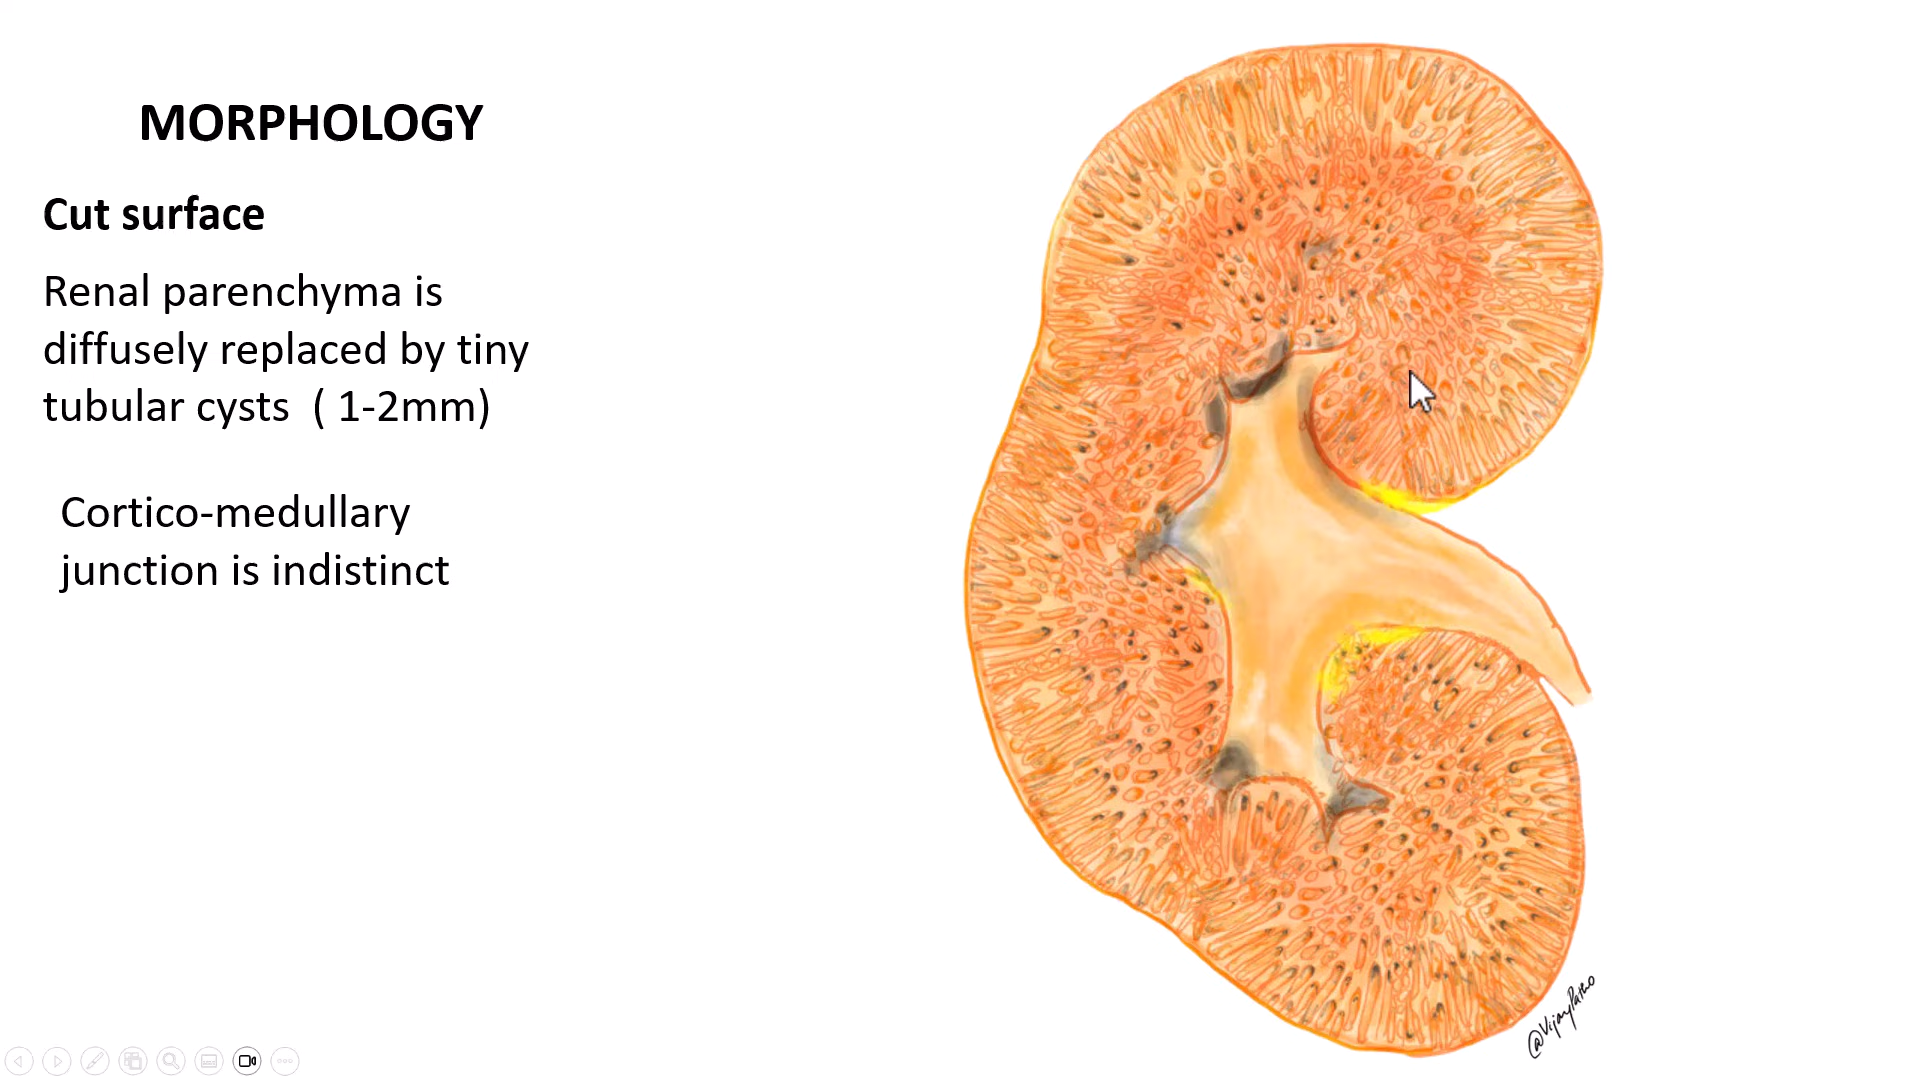 MORPHOLOGY
Cut surface
Renal parenchyma is
diffusely replaced by tiny
tubular cysts ( 1-2mm)
Cortico-medullary
junction is indistinct
@VijayPatho